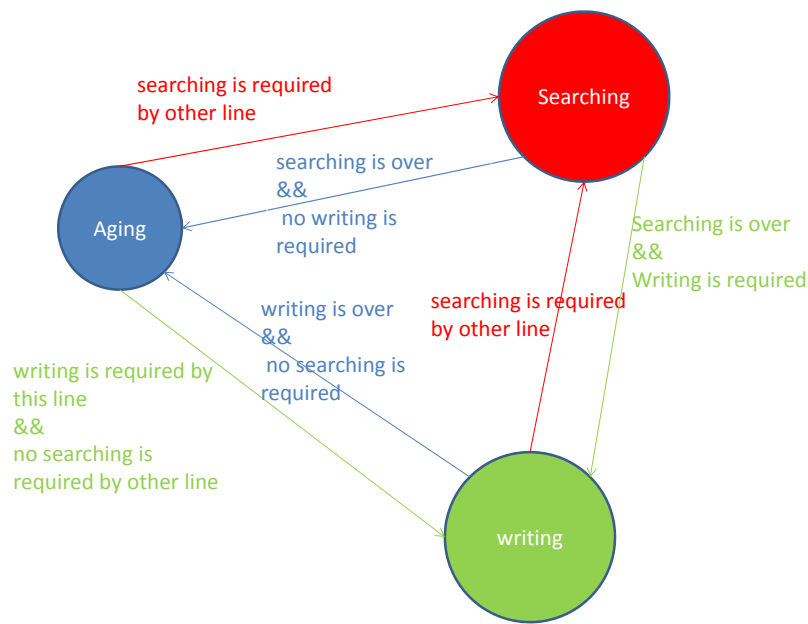 searching is required
by other line
Searching
searching is over
&&
no writing is
required
Aging
Searching is over
&&
Writing is required
writing is over
&&
no searching is
required
searching is required
by other line
writing is required by
this line
&&
no searching is
required by other line
writing